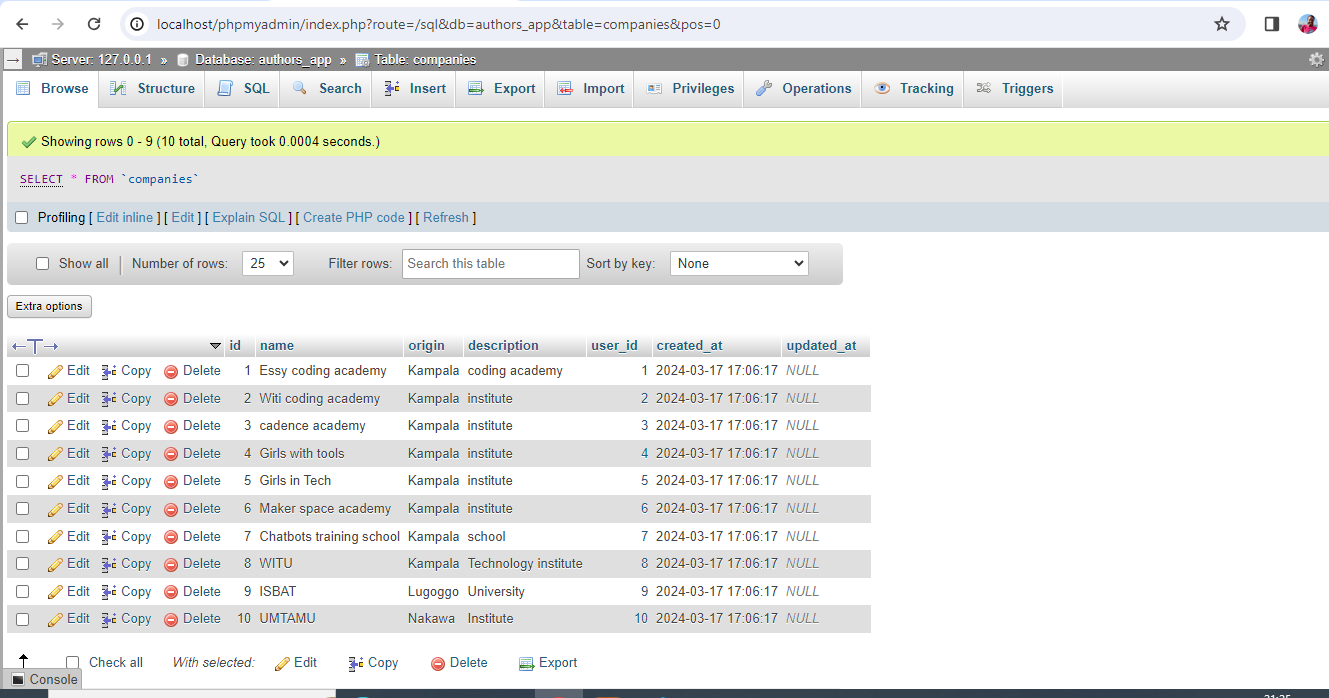 localhost/phpmyadmin/index.php?route=/sql&db=authors_app&table=companies&pos=0
Server: 127.0.0.1 » Database: authors_app » Table: companies
Browse Structure SQL Search Insert Export Import Privileges Operations Tracking Triggers
Showing rows 0 - 9 (10 total, Query took 0.0004 seconds.)
SELECT * FROM `companies`
Profiling [ Edit inline ] [ Edit ] [ Explain SQL ] [ Create PHP code ] [ Refresh ]
Show all Number of rows: 25 Filter rows: Search this table Sort by key: None
Extra options
id name origin description user_id created_at updated_at
Edit Copy Delete 1 Essy coding academy Kampala coding academy 1 2024-03-17 17:06:17 NULL
Edit Copy Delete 2 Witi coding academy Kampala institute 2 2024-03-17 17:06:17 NULL
Edit Copy Delete 3 cadence academy Kampala institute 3 2024-03-17 17:06:17 NULL
Edit Copy Delete 4 Girls with tools Kampala institute 4 2024-03-17 17:06:17 NULL
Edit Copy Delete 5 Girls in Tech Kampala institute 5 2024-03-17 17:06:17 NULL
Edit Copy Delete 6 Maker space academy Kampala institute 6 2024-03-17 17:06:17 NULL
Edit Copy Delete 7 Chatbots training school Kampala school 7 2024-03-17 17:06:17 NULL
Edit Copy Delete 8 WITU Kampala Technology institute 8 2024-03-17 17:06:17 NULL
Edit Copy Delete 9 ISBAT Lugoggo University 9 2024-03-17 17:06:17 NULL
Edit Copy Delete 10 UMTAMU Nakawa Institute 10 2024-03-17 17:06:17 NULL
Check all With selected: Edit Copy Delete Export
Console